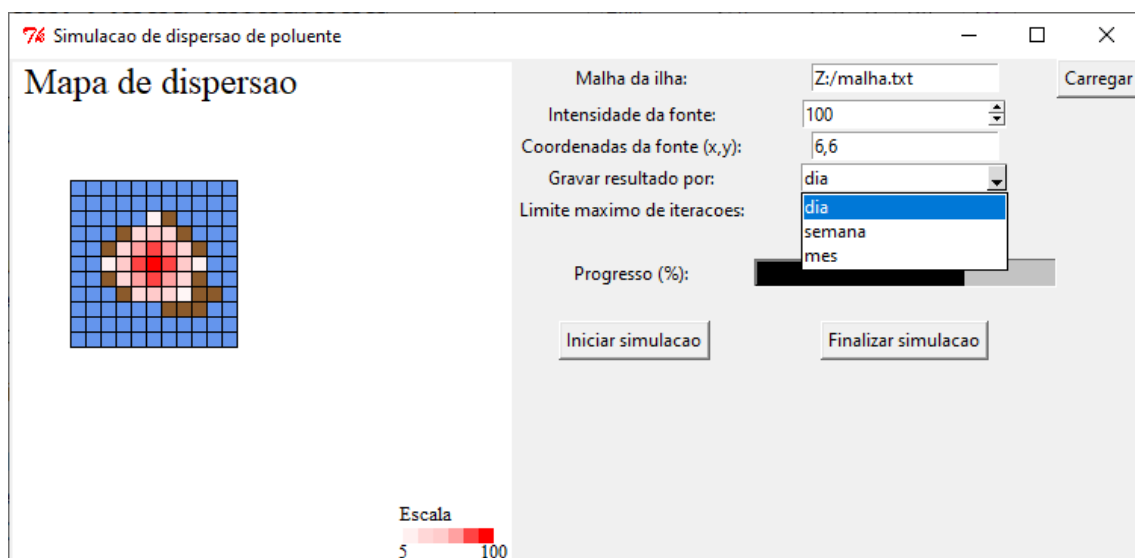 Simulacao de dispersao de poluente
Mapa de dispersao
Malha da ilha: Z:/malha.txt Carregar
Intensidade da fonte: 100
Coordenadas da fonte (x,y): 6,6
Gravar resultado por: dia
dia
Limite maximo de iteracoes:
semana
mes
Progresso (%):
Iniciar simulacao Finalizar simulacao
Escala
5 100